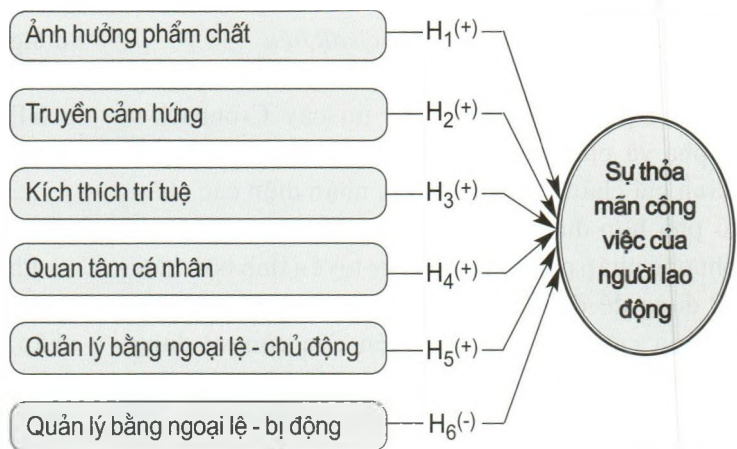 Ảnh hưởng phẩm chất
H1(+)
Truyền cảm hứng
H2(+)
Kích thích trí tuệ
H3(+)
Quan tâm cá nhân
H4(+)
Quản lý bằng ngoại lệ - chủ động
H5(+)
Quản lý bằng ngoại lệ - bị động
H6(-)
Sự thỏa
mãn công
việc của
người lao
động